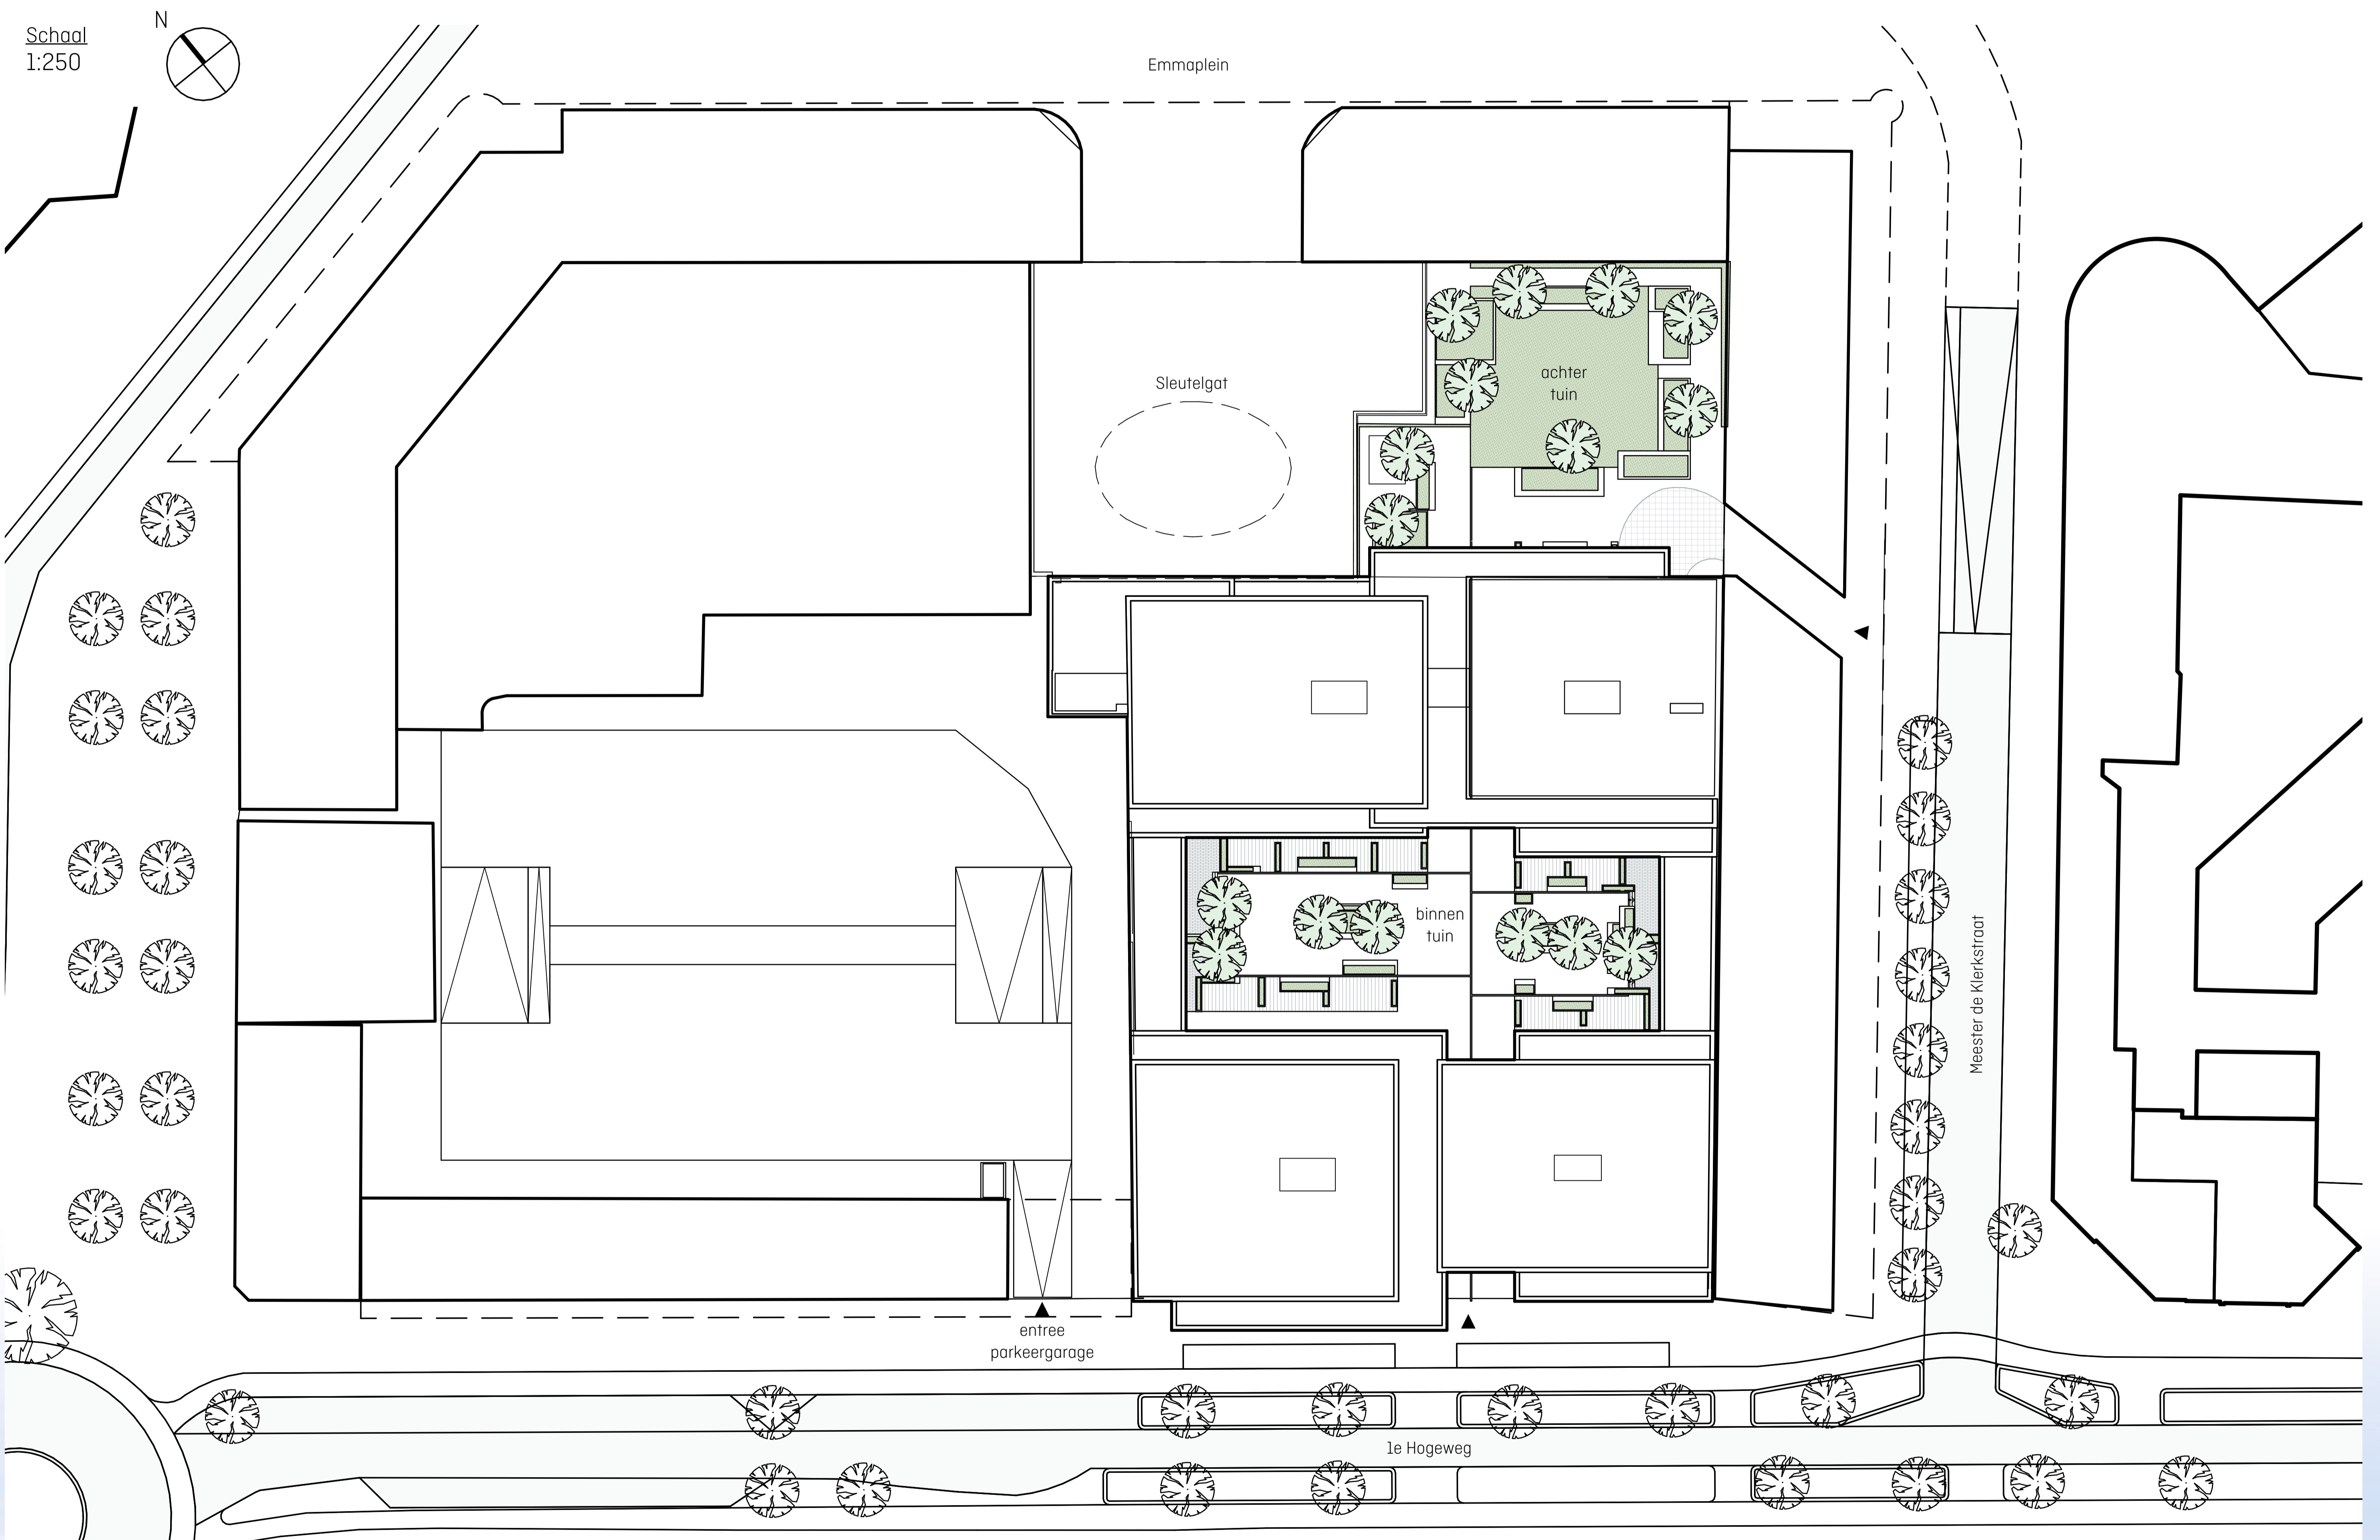 N
Schaal
1:250
Emmaplein
Sleutelgat
achter
tuin
binnen
tuin
Meester de Klerkstraat
entree
parkeergarage
1e Hogeweg